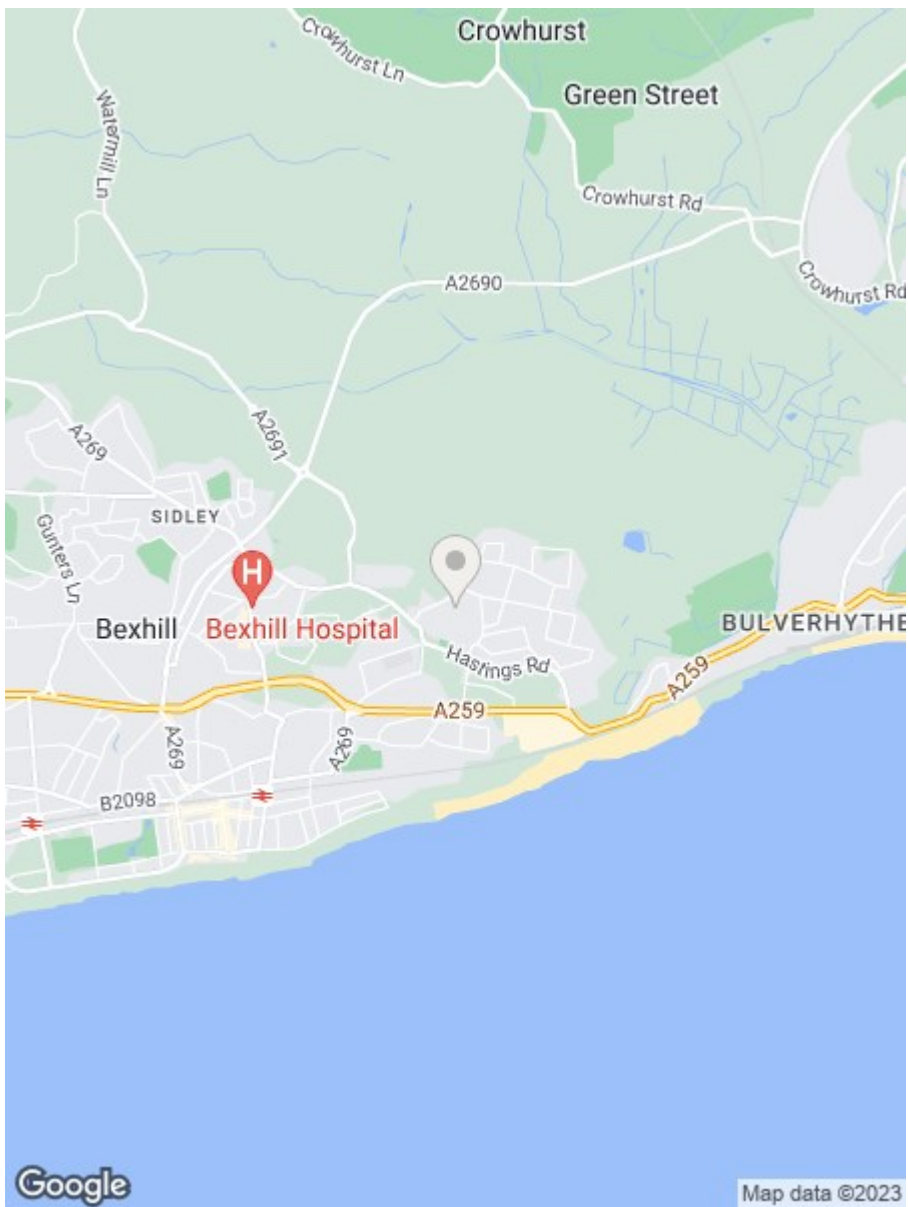 Crowhurst
Crowhurst Ln
Green Street
Watermill Ln
Crowhurst Rd
A2690
Crowhurst Rd
A2691
A269
SIDLEY
Gunters Ln
H
Bexhill
Bexhill Hospital
BULVERHYTHE
Hastings Rd
A259
A259
A269
A269
B2098
Google
Map data ©2023